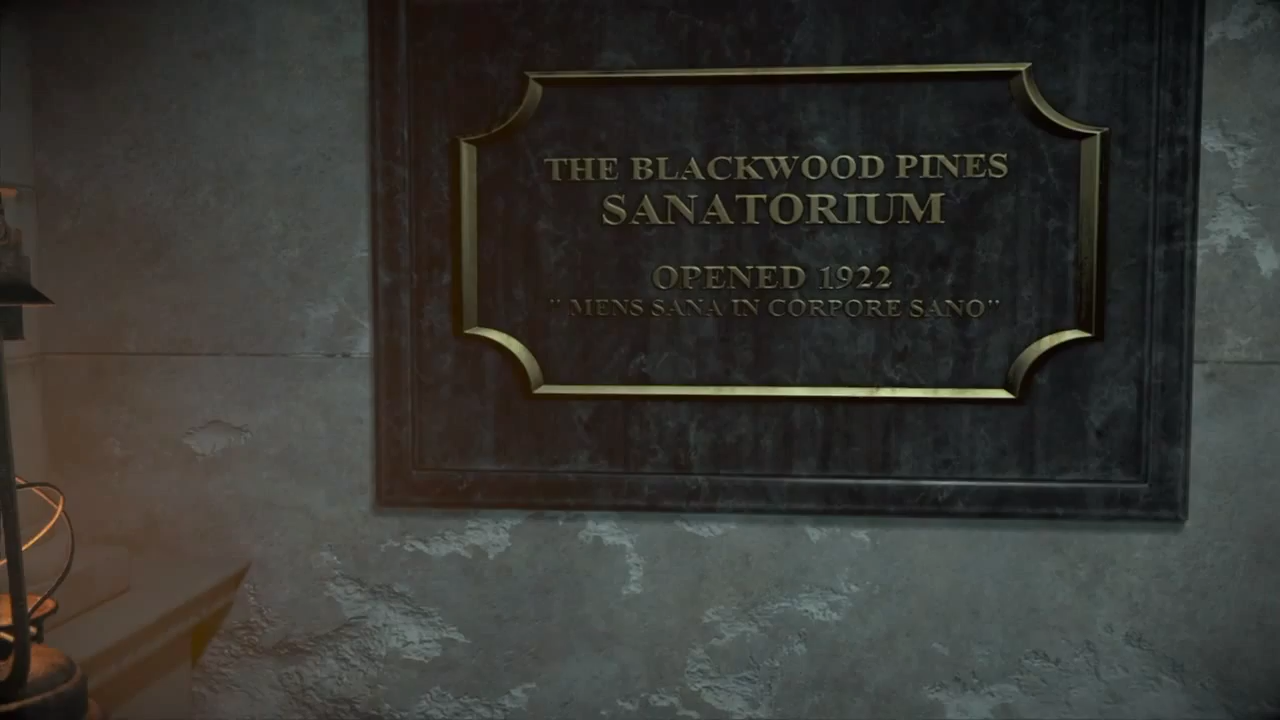 THE BLACKWOOD PINES
SANATORIUM
OPENED 1922
" MENS SANA IN CORPORE SANO"